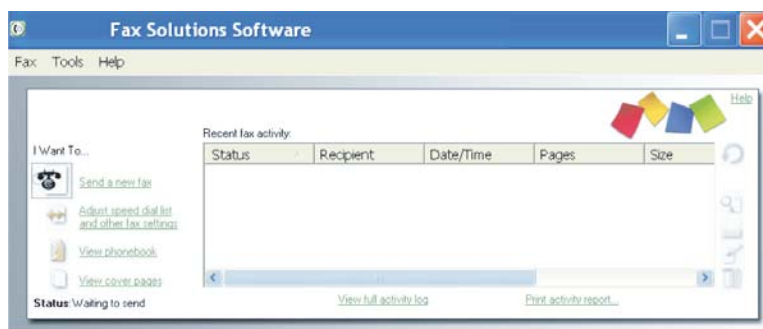 Fax Solutions Software
Fax Tools Help
Help
Recent fax activity:
I Want To...
Status Recipient Date/Time Pages Size
Send a new fax
Adjust speed dial list
and other fax settings
View phonebook
View cover pages
Status: Waiting to send
View full activity log
Print activity report...